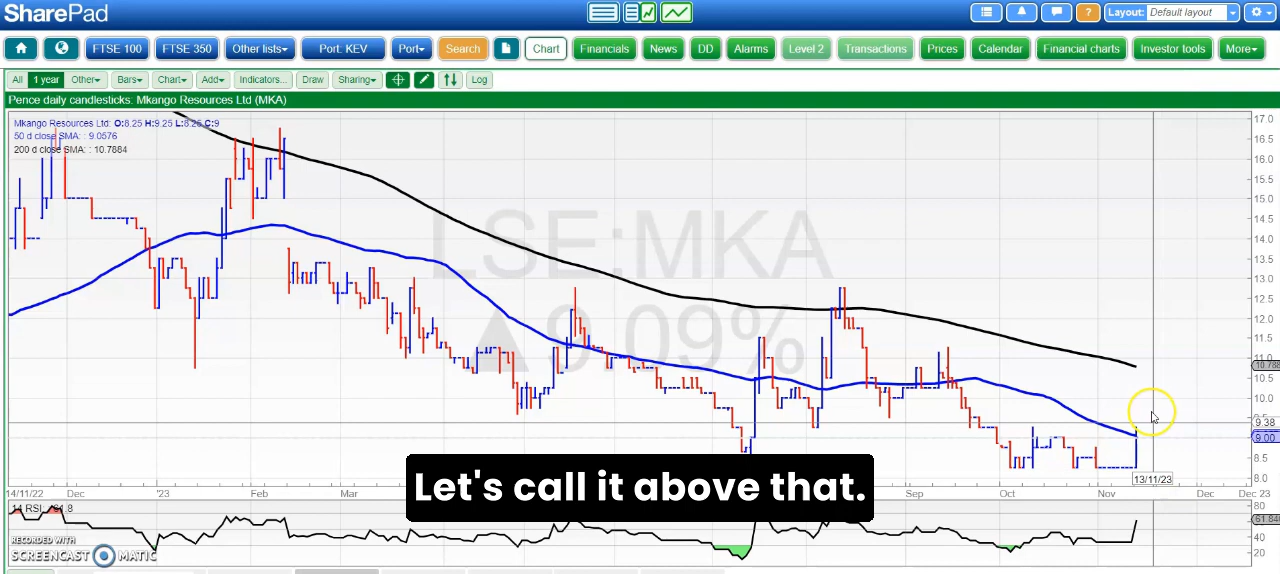 SharePad
Layout: Default layout
FTSE 100 FTSE 350 Other lists Port: KEV Port Search Chart Financials News DD Alarms Level 2 Transactions Prices Calendar Financial charts Investor tools More
All 1 year Other Bars Chart Add Indicators... Draw Sharing Log
Pence daily candlesticks: Mkango Resources Ltd (MKA)
Mkango Resources Ltd: O:8.25 H:9.25 L:8.25 C:9
50 d close SMA: : 9.0576
200 d close SMA: : 10.7884
LSE:MKA
▲9.09%
17.0
16.5
16.0
15.5
15.0
14.5
14.0
13.5
13.0
12.5
12.0
11.5
11.0
10.788
10.5
10.0
9.38
9.00
8.5
8.0
Let's call it above that.
13/11/23
14/11/22 Dec '23 Feb Mar Sep Oct Nov Dec Dec 23
14 RSI
80
61.846
40
20
RECORDED WITH
SCREENCAST MATIC